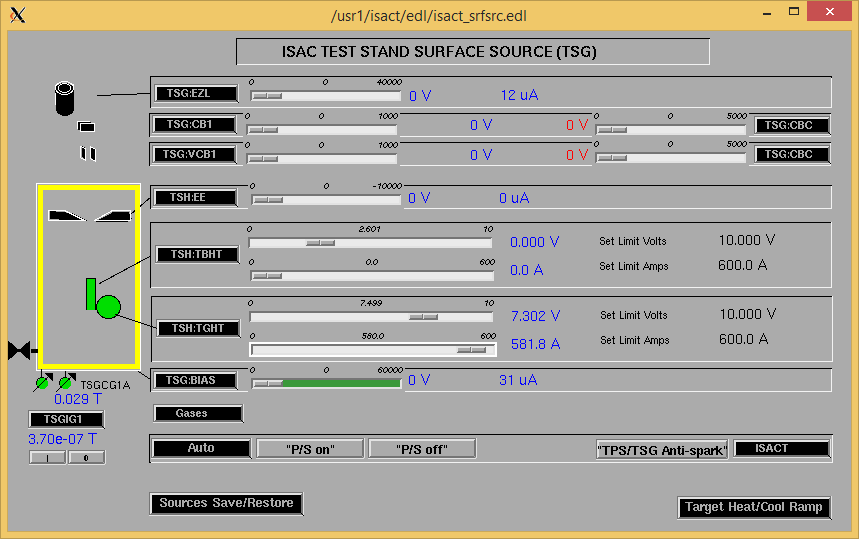 /usr1/isact/edl/isact_srfsrc.edl
ISAC TEST STAND SURFACE SOURCE (TSG)
TSG:EZL 0 0 40000 0 V 12 uA
TSG:CB1 0 1000 0 V 0 V 0 5000 TSG:CBC
TSG:VCB1 0 1000 0 V 0 V 0 5000 TSG:CBC
TSH:EE 0 0 -10000 0 V 0 uA
TSH:TBHT
0 2.601 10 0.000 V Set Limit Volts 10.000 V
0 0.0 600 0.0 A Set Limit Amps 600.0 A
TSH:TGHT
0 7.499 10 7.302 V Set Limit Volts 10.000 V
0 580.0 600 581.8 A Set Limit Amps 600.0 A
TSG:BIAS 0 0 60000 0 V 31 uA
TSGCG1A
0.029 T
TSGIG1
3.70e-07 T
I 0
Gases
Auto "P/S on" "P/S off" "TPS/TSG Anti-spark" ISACT
Sources Save/Restore
Target Heat/Cool Ramp